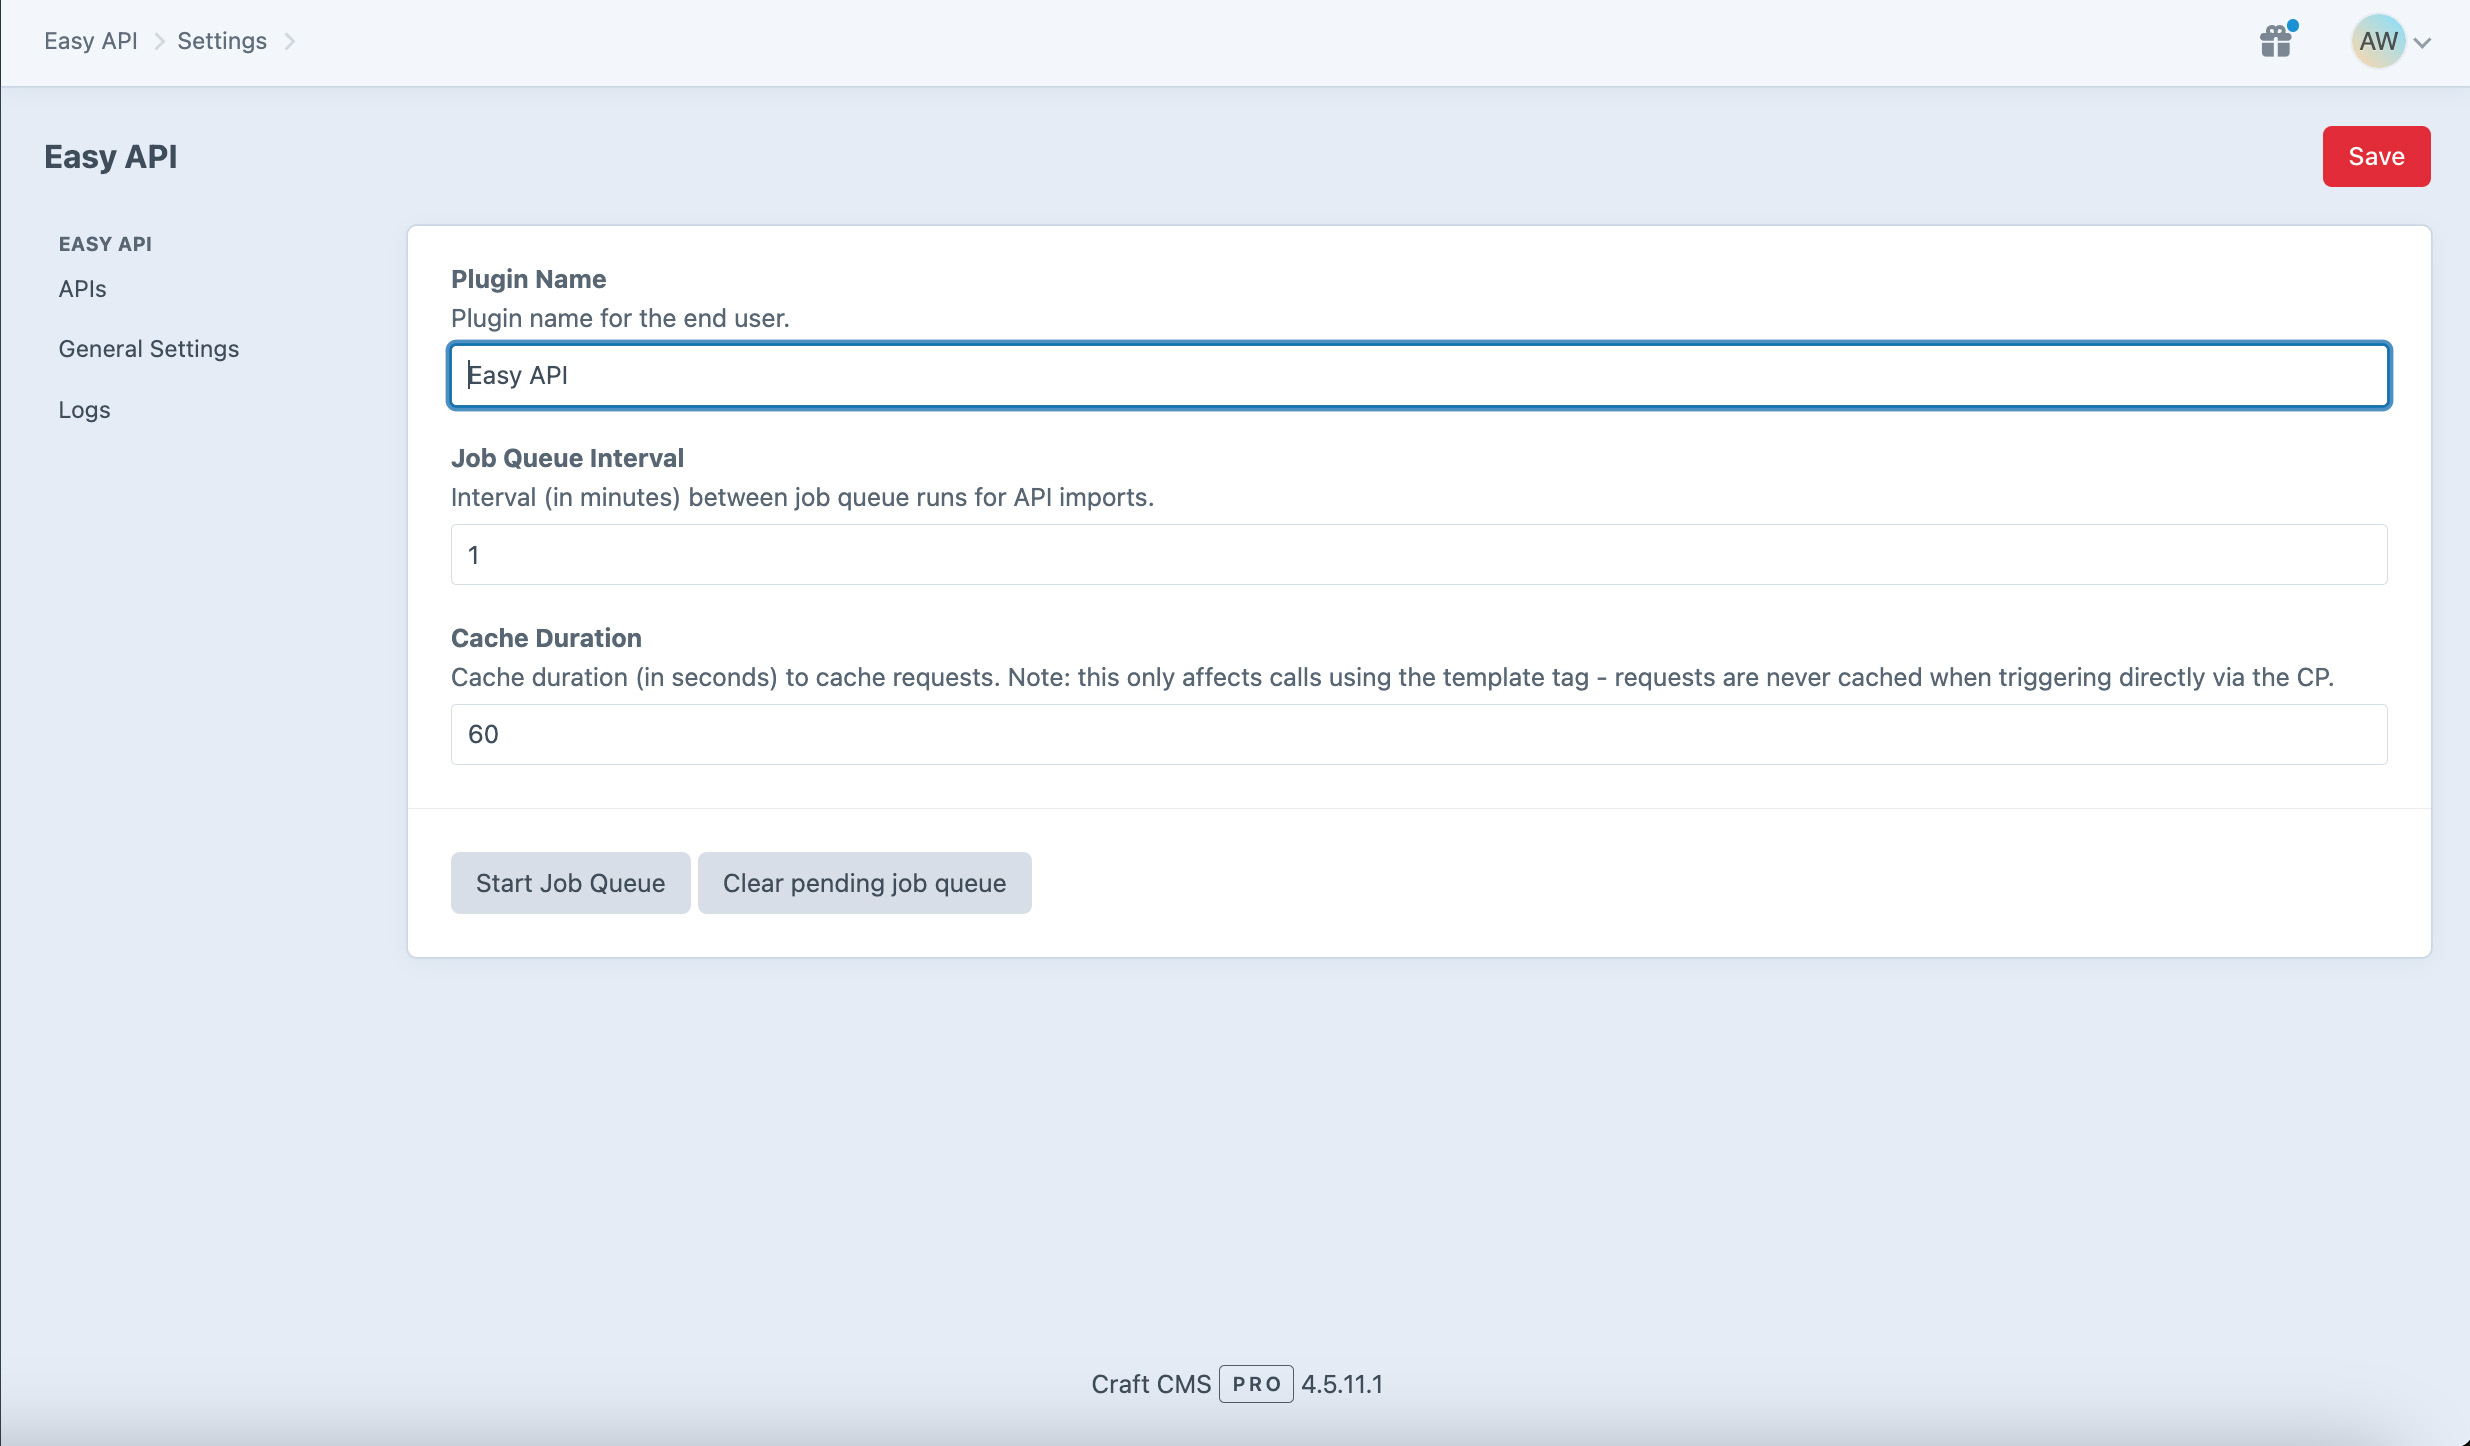 Easy API
Settings
AW
Easy API
Save
EASY API
APIs
General Settings
Logs
Plugin Name
Plugin name for the end user.
Easy API
Job Queue Interval
Interval (in minutes) between job queue runs for API imports.
1
Cache Duration
Cache duration (in seconds) to cache requests. Note: this only affects calls using the template tag - requests are never cached when triggering directly via the CP.
60
Start Job Queue
Clear pending job queue
Craft CMS PRO 4.5.11.1